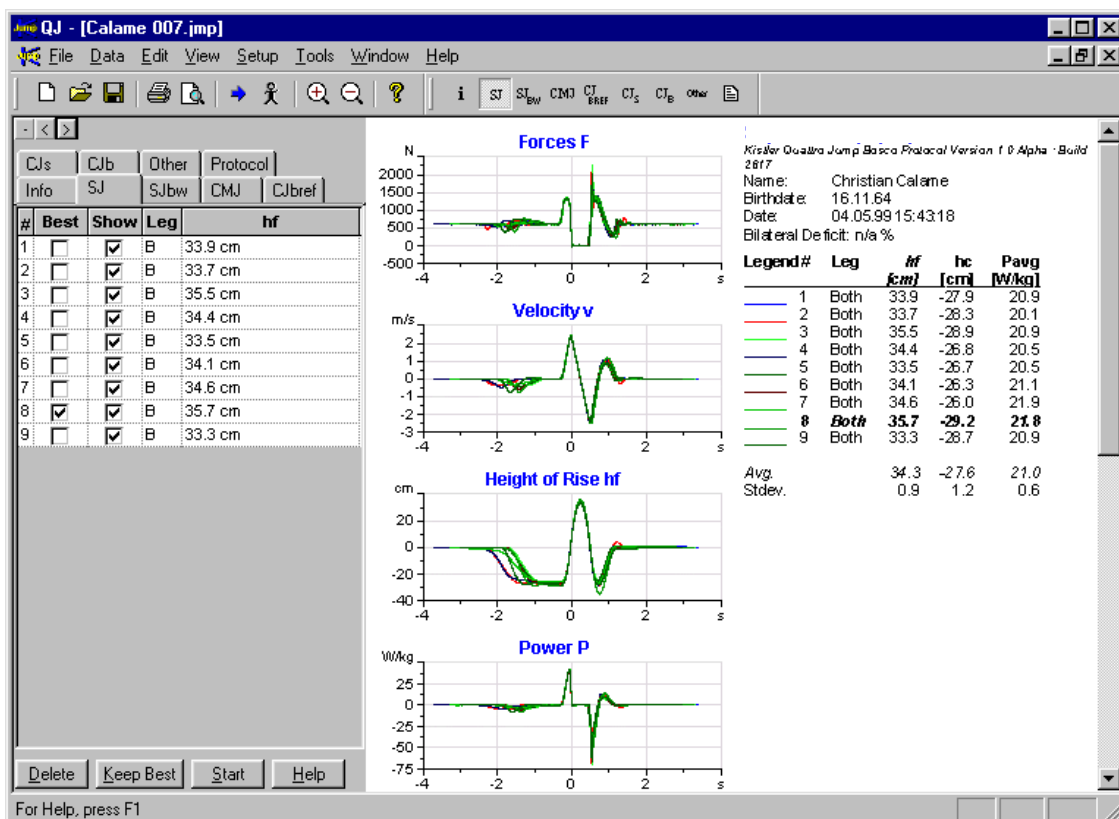 Jump QJ - [Calame 007.jmp]
File Data Edit View Setup Tools Window Help
i SJ SJBW CMJ CJBREF CJS CJB Other
- < >
CJs CJb Other Protocol
Info SJ SJbw CMJ CJbref
# Best Show Leg hf
1 B 33.9 cm
2 B 33.7 cm
3 B 35.5 cm
4 B 34.4 cm
5 B 33.5 cm
6 B 34.1 cm
7 B 34.6 cm
8 B 35.7 cm
9 B 33.3 cm
Delete Keep Best Start Help
For Help, press F1
Forces F
N
2000
1500
1000
500
0
-500
-4 -2 0 2 s
Velocity v
m/s
2
1
0
-1
-2
-3
-4 -2 0 2 s
Height of Rise hf
cm
20
0
-20
-40
-4 -2 0 2 s
Power P
W/kg
25
0
-25
-50
-75
-4 -2 0 2 s
Kistler Quattro Jump Bosco Protocol Version 1.0 Alpha - Build
2617
Name: Christian Calame
Birthdate: 16.11.64
Date: 04.05.99 15:43:18
Bilateral Deficit: n/a %
Legend # Leg hf hc Pavg
[cm] [cm] [W/kg]
1 Both 33.9 -27.9 20.9
2 Both 33.7 -28.3 20.1
3 Both 35.5 -28.9 20.9
4 Both 34.4 -26.8 20.5
5 Both 33.5 -26.7 20.5
6 Both 34.1 -26.3 21.1
7 Both 34.6 -26.0 21.9
8 Both 35.7 -29.2 21.8
9 Both 33.3 -28.7 20.9
Avg. 34.3 -27.6 21.0
Stdev. 0.9 1.2 0.6